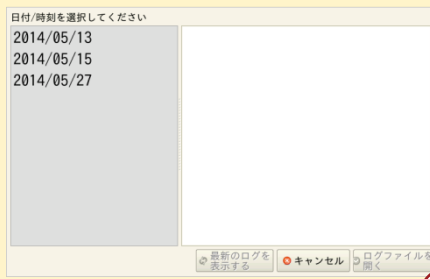 日付/時刻を選択してください
2014/05/13
2014/05/15
2014/05/27
最新のログを
表示する
キャンセル
ログファイルを
開く